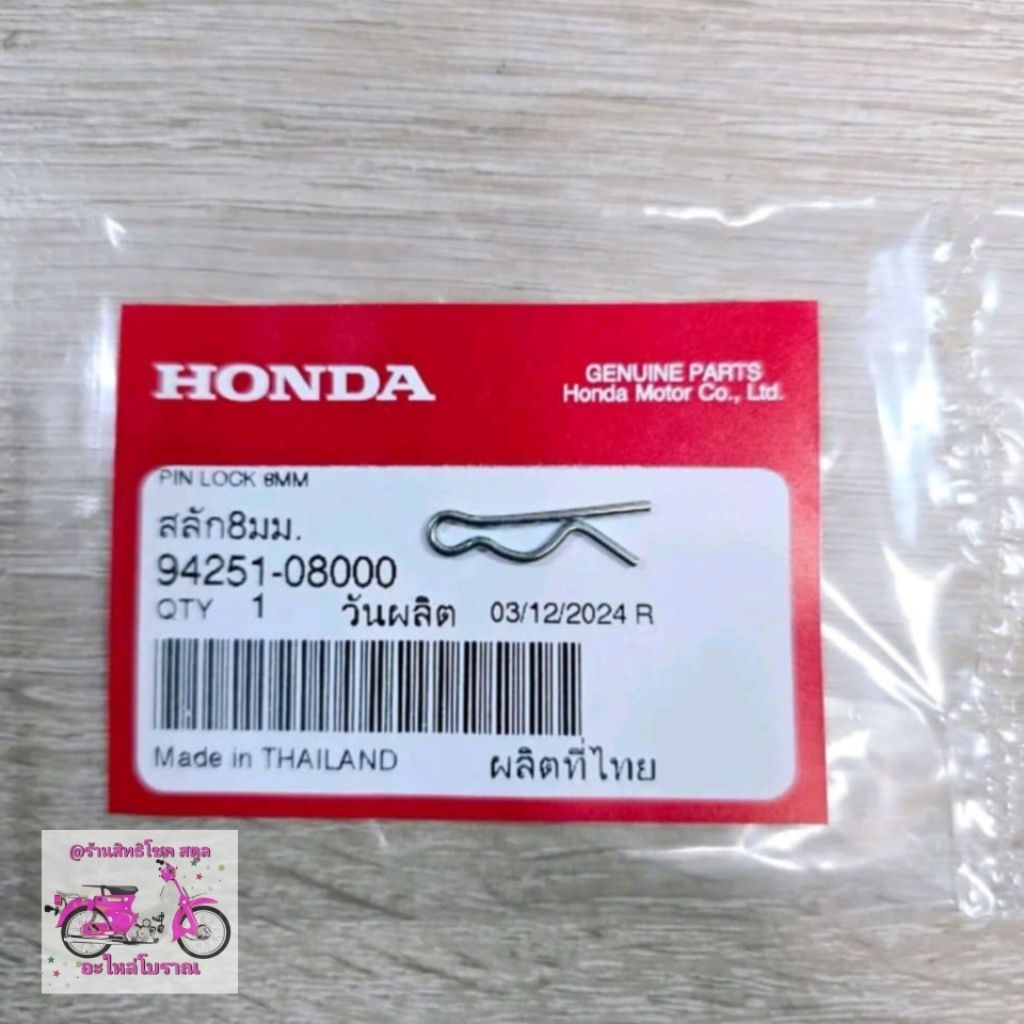 HONDA
GENUINE PARTS
Honda Motor Co., Ltd.
PIN LOCK 8MM
สลัก8มม.
94251-08000
QTY 1 วันผลิต 03/12/2024 R
Made in THAILAND ผลิตที่ไทย
@ร้านสิทธิโชค สตูล
อะไหล่โบราณ